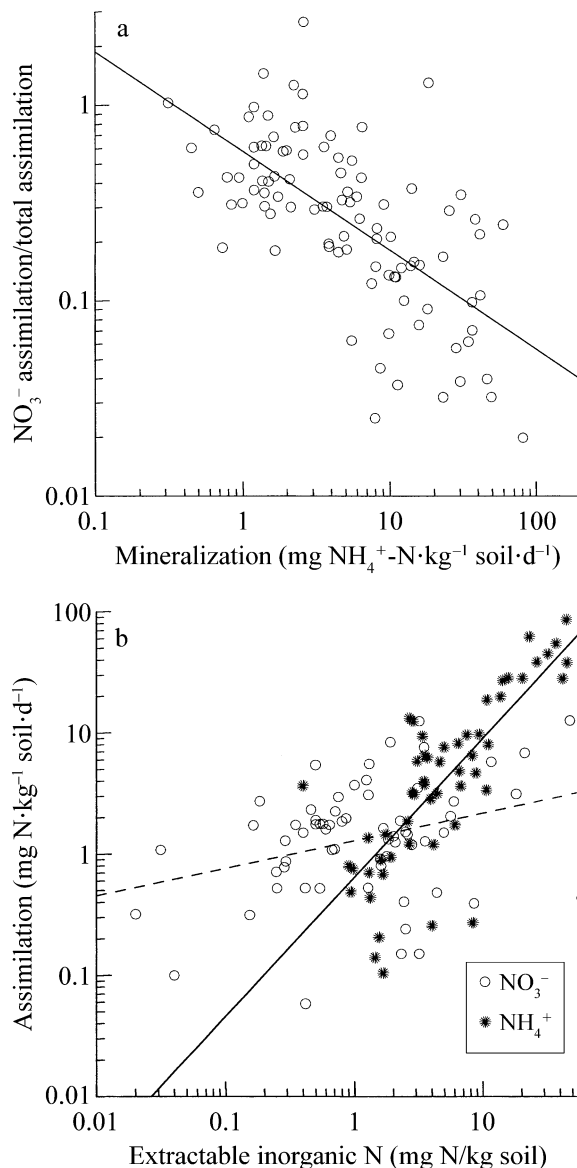 a
1
0.1
0.01
NO₃⁻ assimilation/total assimilation
0.1 1 10 100
Mineralization (mg NH₄⁺-N·kg⁻¹ soil·d⁻¹)
b
100
10
1
0.1
0.01
Assimilation (mg N·kg⁻¹ soil·d⁻¹)
NO₃⁻
NH₄⁺
0.01 0.1 1 10
Extractable inorganic N (mg N/kg soil)